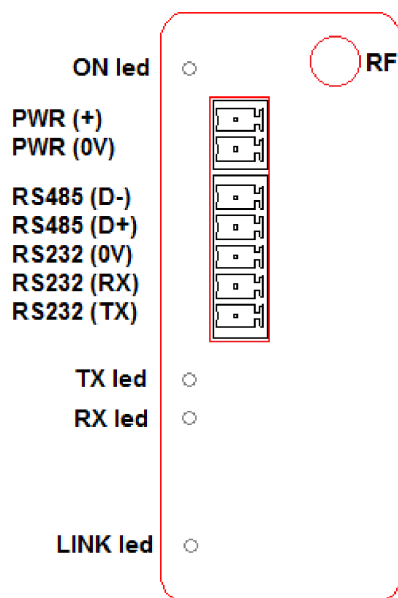 ON led
RF
PWR (+)
PWR (0V)
RS485 (D-)
RS485 (D+)
RS232 (0V)
RS232 (RX)
RS232 (TX)
TX led
RX led
LINK led